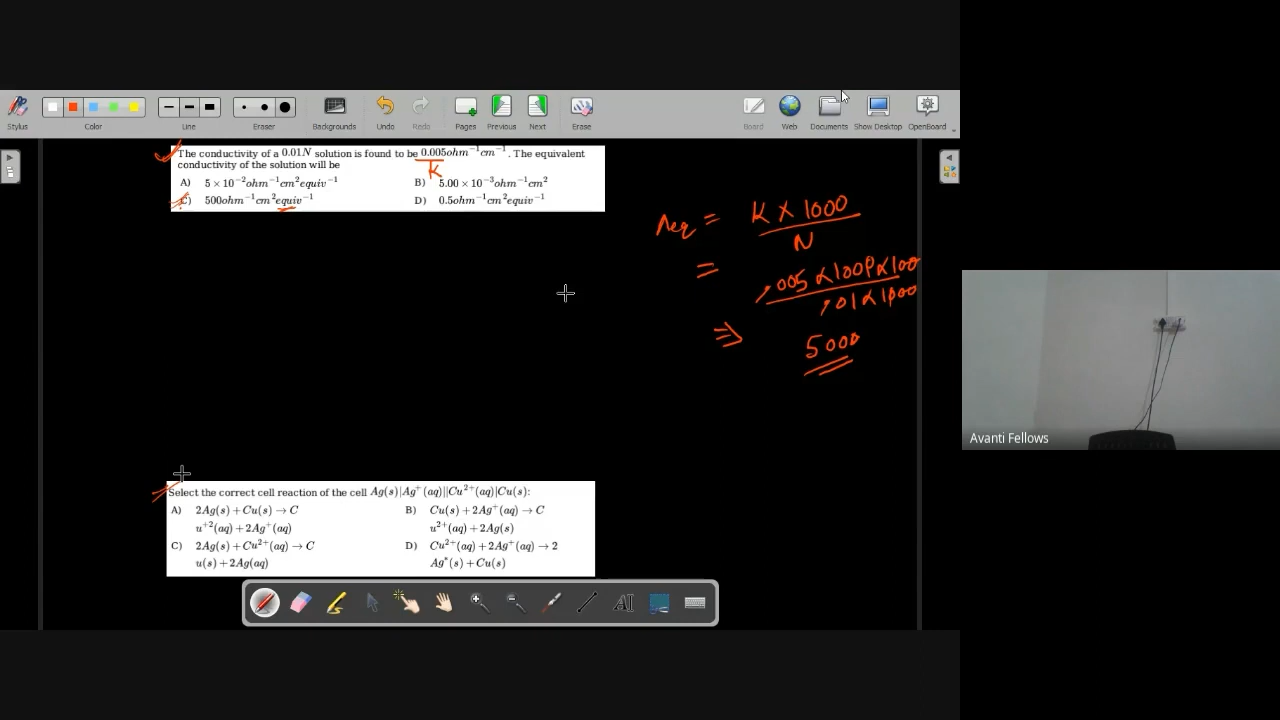 Stylus
Color
Line
Eraser
Backgrounds
Undo
Redo
Pages
Previous
Next
Erase
Board
Web
Documents
Show Desktop
OpenBoard
The conductivity of a 0.01N solution is found to be 0.005ohm⁻¹cm⁻¹. The equivalent
conductivity of the solution will be
K
A) 5 × 10⁻²ohm⁻¹cm²equiv⁻¹ B) 5.00 × 10⁻³ohm⁻¹cm²
C) 500ohm⁻¹cm²equiv⁻¹ D) 0.5ohm⁻¹cm²equiv⁻¹
Λeq = K × 1000
N
= .005 × 1000 × 100
.01 × 1000
⇒ 5000
Select the correct cell reaction of the cell Ag(s)|Ag⁺(aq)||Cu²⁺(aq)|Cu(s):
A) 2Ag(s) + Cu(s) → C B) Cu(s) + 2Ag⁺(aq) → C
u⁺²(aq) + 2Ag⁺(aq) u²⁺(aq) + 2Ag(s)
C) 2Ag(s) + Cu²⁺(aq) → C D) Cu²⁺(aq) + 2Ag⁺(aq) → 2
u(s) + 2Ag(aq) Ag*(s) + Cu(s)
AI
Avanti Fellows